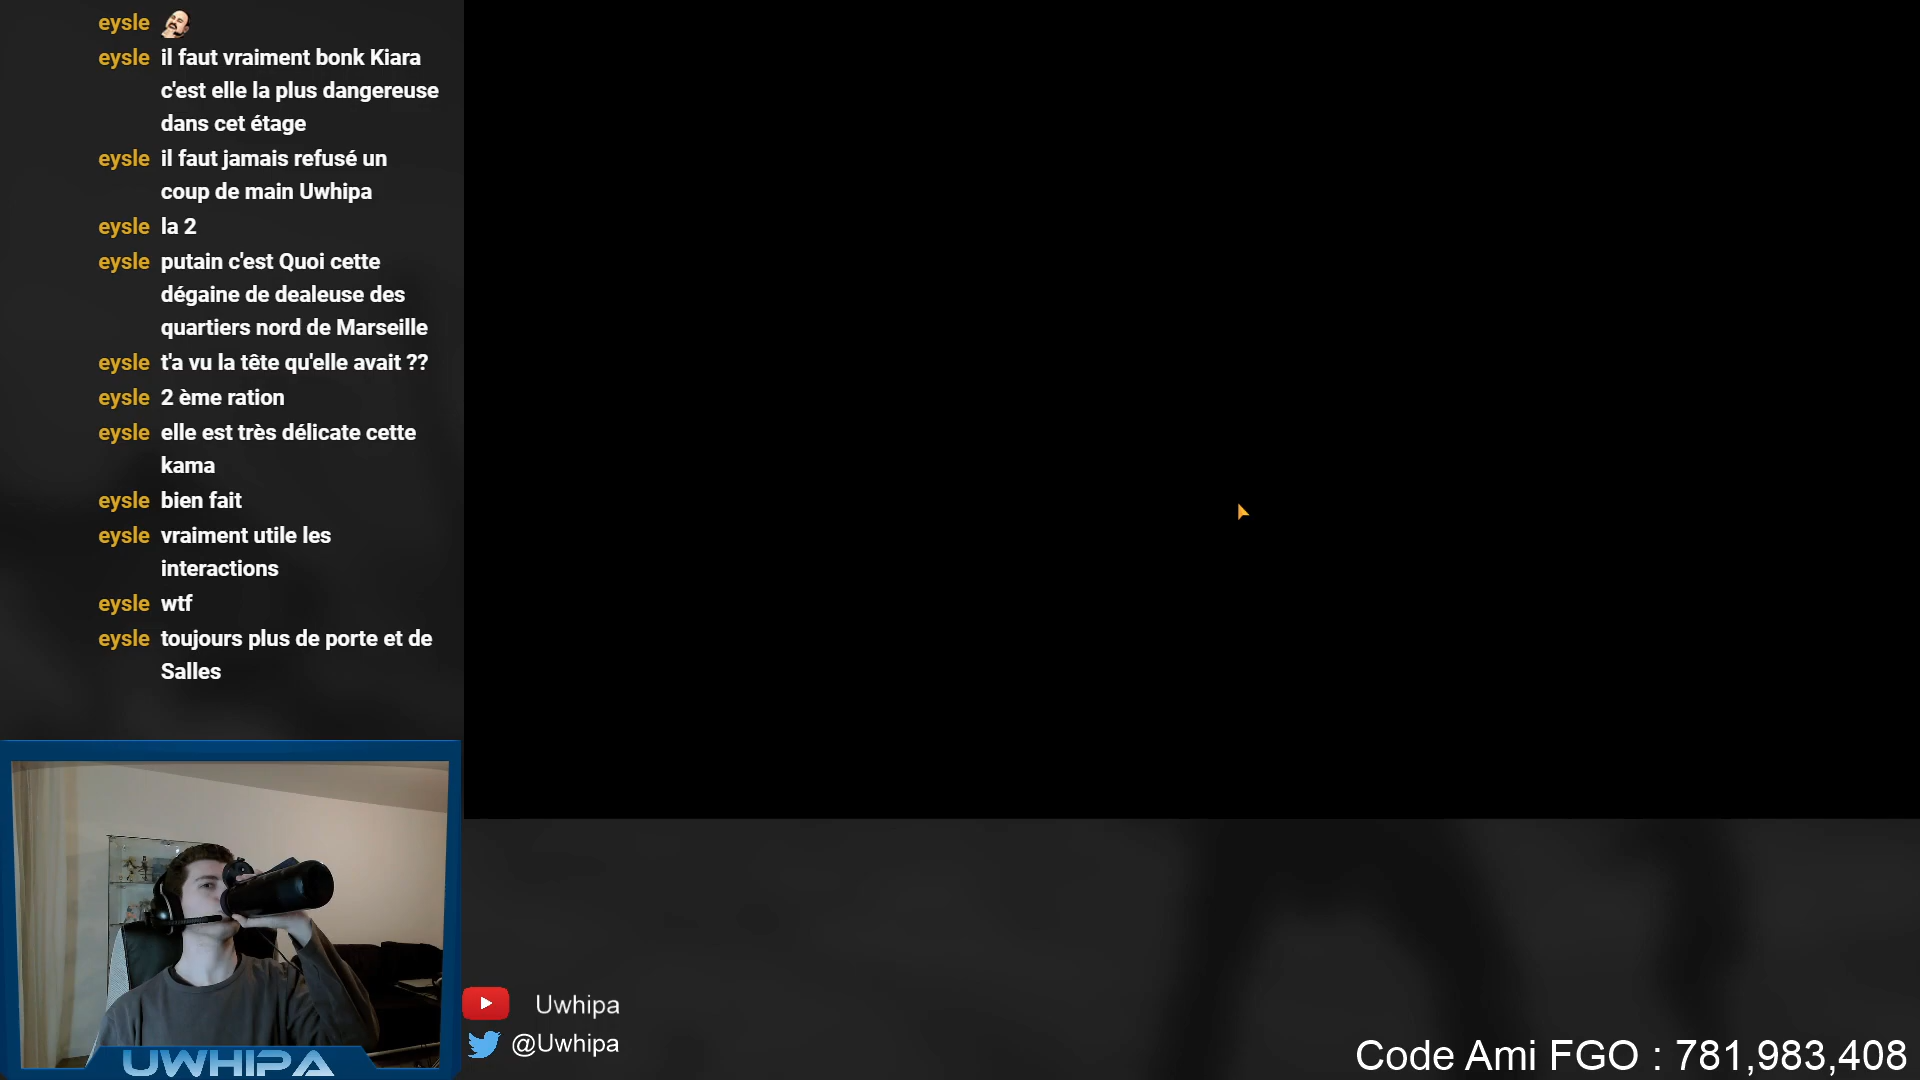 eysle
eysle il faut vraiment bonk Kiara
c'est elle la plus dangereuse
dans cet étage
eysle il faut jamais refusé un
coup de main Uwhipa
eysle la 2
eysle putain c'est Quoi cette
dégaine de dealeuse des
quartiers nord de Marseille
eysle t'a vu la tête qu'elle avait ??
eysle 2 ème ration
eysle elle est très délicate cette
kama
eysle bien fait
eysle vraiment utile les
interactions
eysle wtf
eysle toujours plus de porte et de
Salles
UWHIPA
Uwhipa
@Uwhipa
Code Ami FGO : 781,983,408